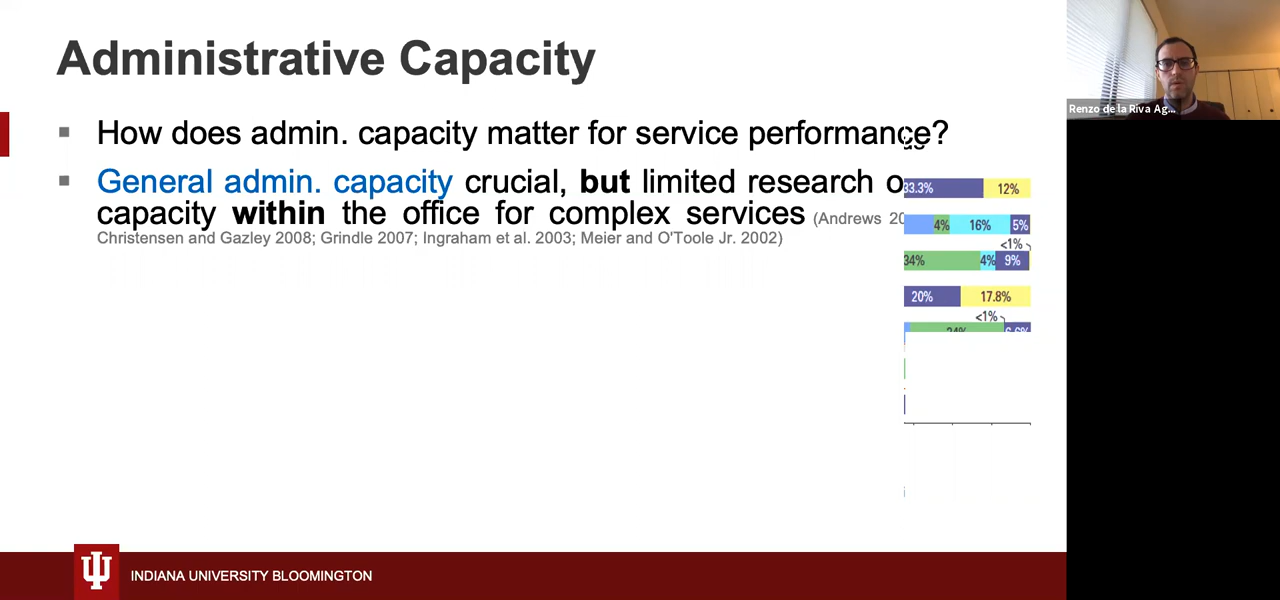 Administrative Capacity
How does admin. capacity matter for service performance?
General admin. capacity crucial, but limited research
capacity within the office for complex services (Andrews
Christensen and Gazley 2008; Grindle 2007; Ingraham et al. 2003; Meier and O'Toole Jr. 2002)
33.3% 12%
4% 16% 5%
<1%
34% 4% 9%
20% 17.8%
<1%
INDIANA UNIVERSITY BLOOMINGTON
Renzo de la Riva Ag...